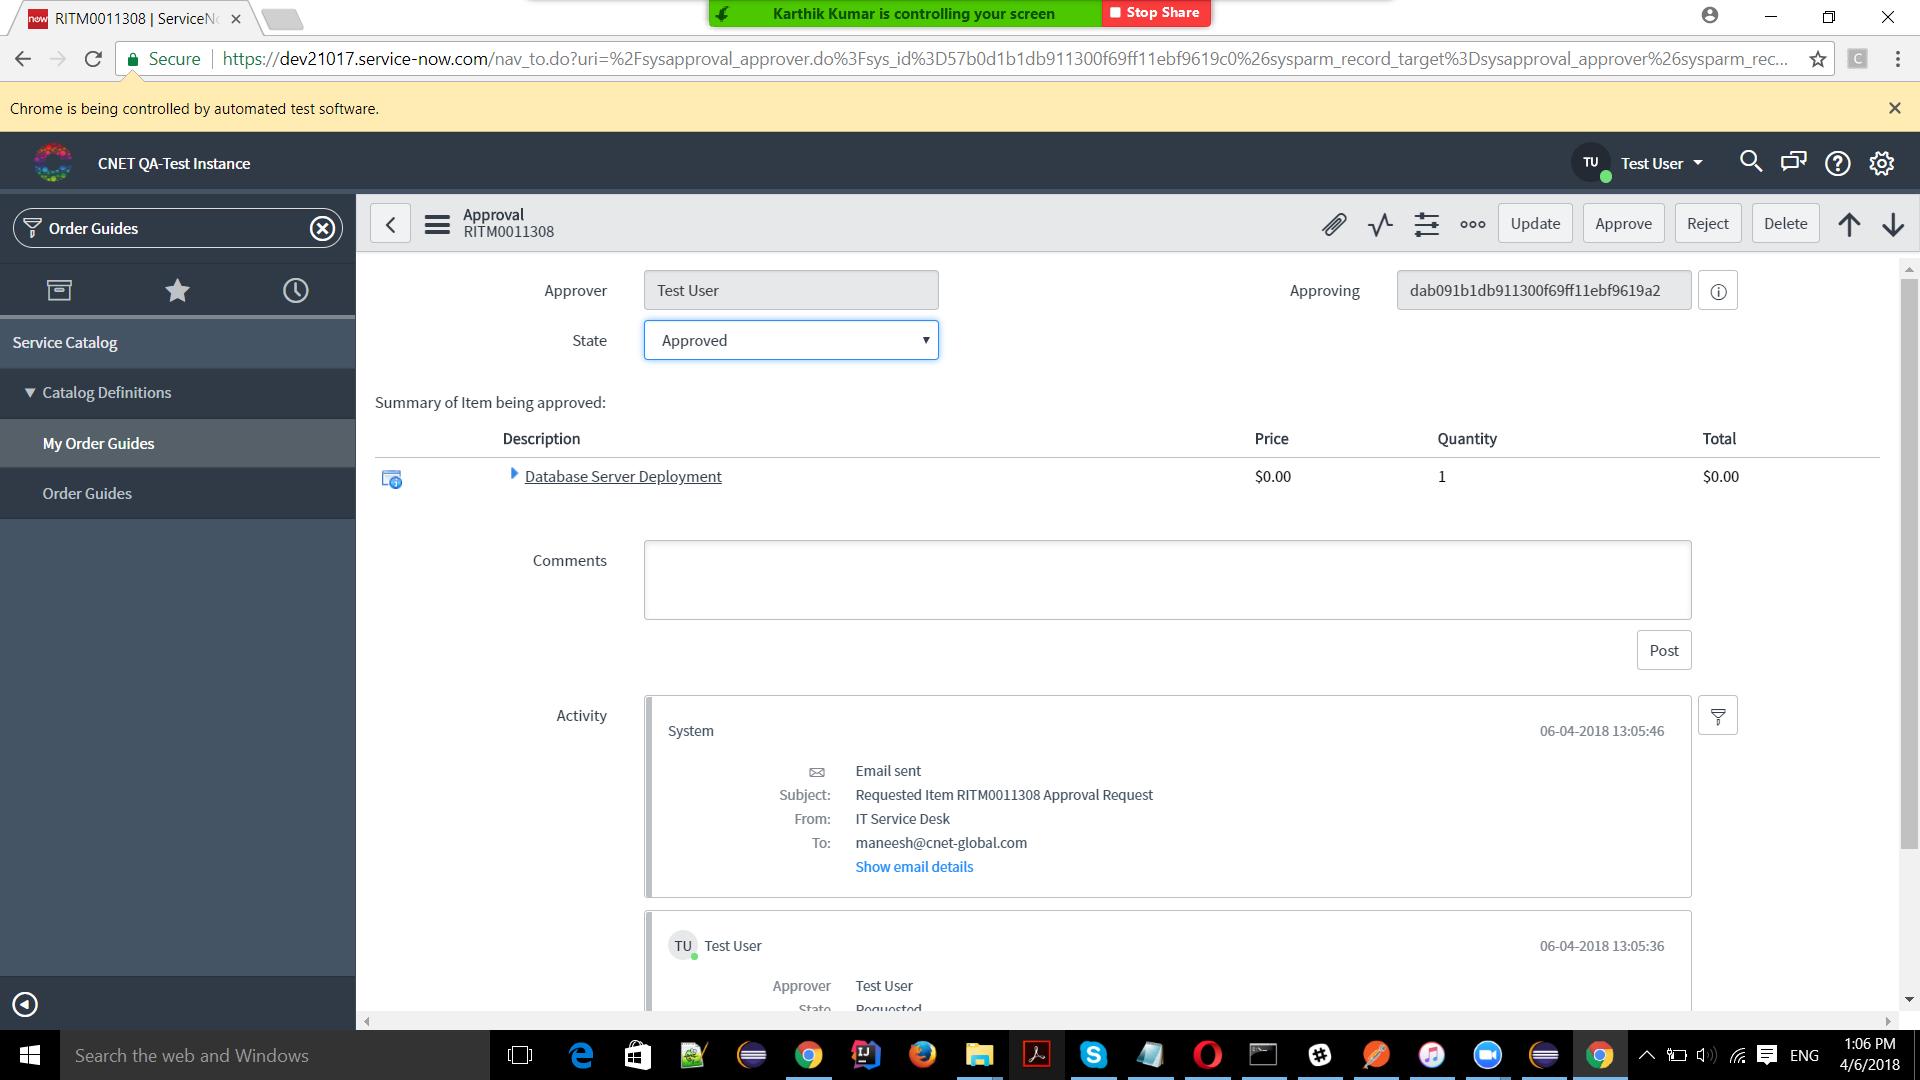 RITM0011308 | ServiceN
Karthik Kumar is controlling your screen
Stop Share
Secure
https://dev21017.service-now.com/nav_to.do?uri=%2Fsysapproval_approver.do%3Fsys_id%3D57b0d1b1db911300f69ff11ebf9619c0%26sysparm_record_target%3Dsysapproval_approver%26sysparm_rec...
C
Chrome is being controlled by automated test software.
CNET QA-Test Instance
TU
Test User
Order Guides
Approval
RITM0011308
Update
Approve
Reject
Delete
Service Catalog
Catalog Definitions
My Order Guides
Order Guides
Approver
Test User
Approving
dab091b1db911300f69ff11ebf9619a2
State
Approved
Summary of Item being approved:
Description
Price
Quantity
Total
Database Server Deployment
$0.00
1
$0.00
Comments
Post
Activity
System
06-04-2018 13:05:46
Email sent
Subject:
Requested Item RITM0011308 Approval Request
From:
IT Service Desk
To:
maneesh@cnet-global.com
Show email details
TU
Test User
06-04-2018 13:05:36
Approver
Test User
State
Requested
Search the web and Windows
ENG
1:06 PM
4/6/2018